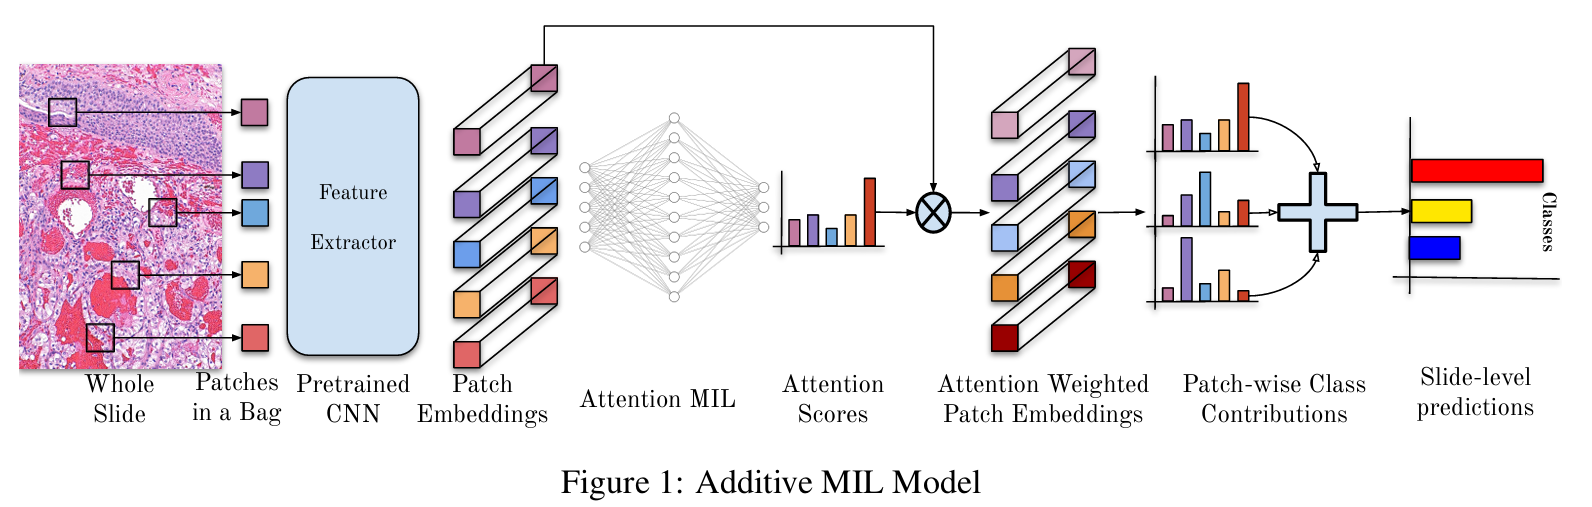 Feature
Extractor
Classes
Whole
Slide
Patches
in a Bag
Pretrained
CNN
Patch
Embeddings
Attention MIL
Attention
Scores
Attention Weighted
Patch Embeddings
Patch-wise Class
Contributions
Slide-level
predictions
Figure 1: Additive MIL Model